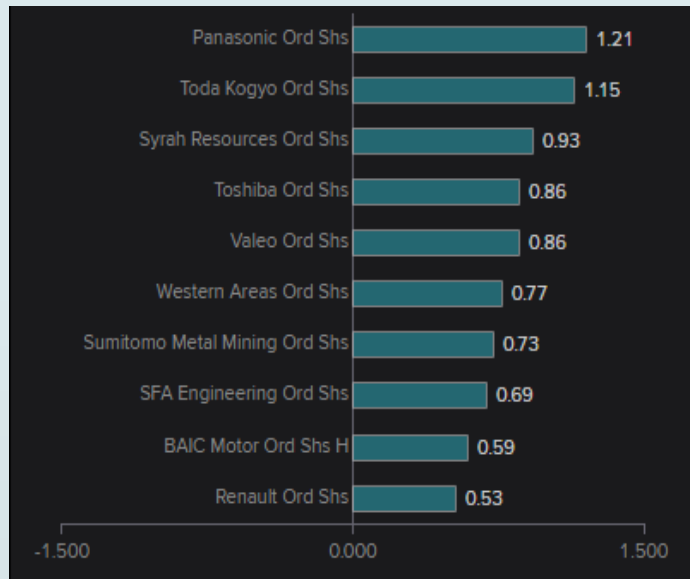 Panasonic Ord Shs 1.21
Toda Kogyo Ord Shs 1.15
Syrah Resources Ord Shs 0.93
Toshiba Ord Shs 0.86
Valeo Ord Shs 0.86
Western Areas Ord Shs 0.77
Sumitomo Metal Mining Ord Shs 0.73
SFA Engineering Ord Shs 0.69
BAIC Motor Ord Shs H 0.59
Renault Ord Shs 0.53
-1.500 0.000 1.500